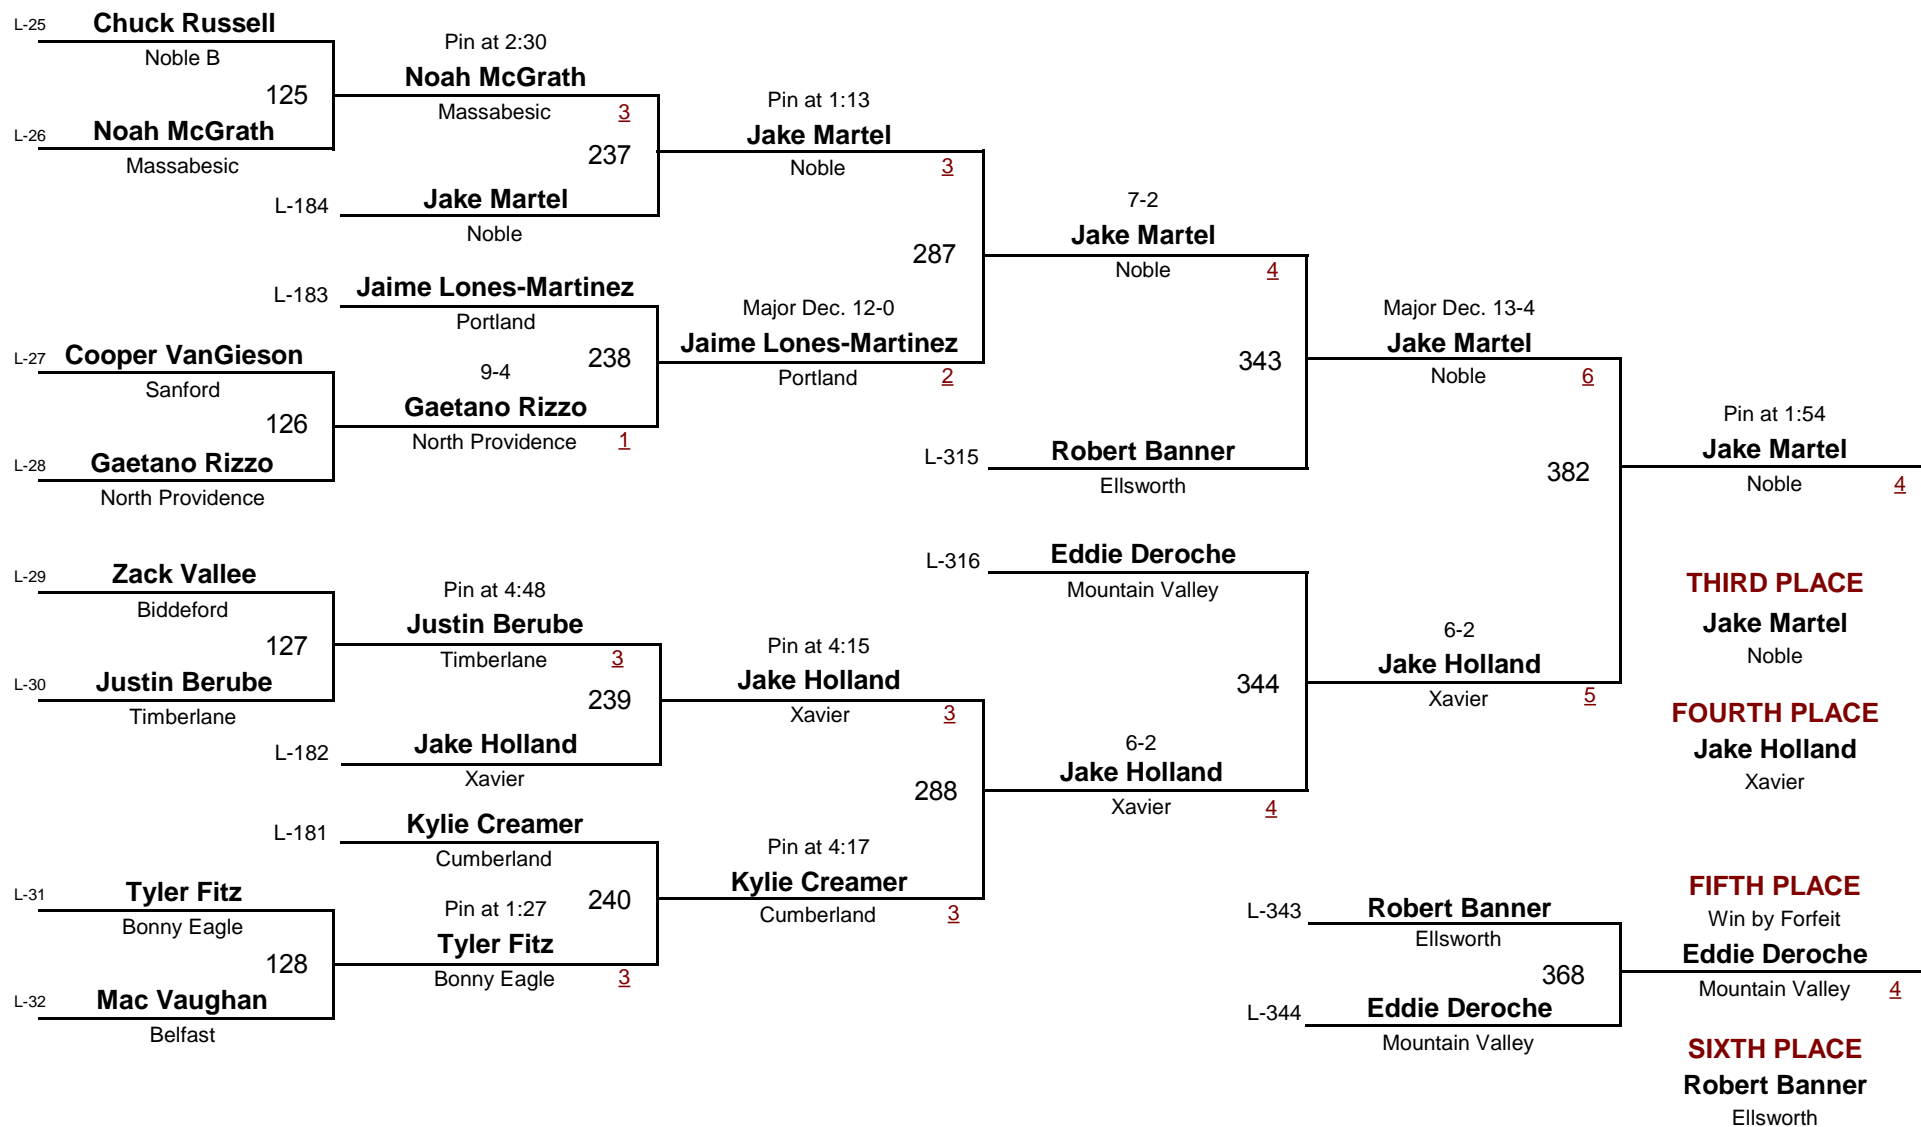 L-25
Chuck Russell
Noble B
125
L-26
Noah McGrath
Massabesic
Pin at 2:30
Noah McGrath
Massabesic 3
237
L-184
Jake Martel
Noble
Pin at 1:13
Jake Martel
Noble 3
287
L-183
Jaime Lones-Martinez
Portland
L-27
Cooper VanGieson
Sanford
126
L-28
Gaetano Rizzo
North Providence
9-4
Gaetano Rizzo
North Providence 1
238
Major Dec. 12-0
Jaime Lones-Martinez
Portland 2
7-2
Jake Martel
Noble 4
343
L-315
Robert Banner
Ellsworth
Major Dec. 13-4
Jake Martel
Noble 6
382
Pin at 1:54
Jake Martel
Noble 4
L-29
Zack Vallee
Biddeford
127
L-30
Justin Berube
Timberlane
Pin at 4:48
Justin Berube
Timberlane 3
239
L-182
Jake Holland
Xavier
Pin at 4:15
Jake Holland
Xavier 3
288
L-181
Kylie Creamer
Cumberland
L-31
Tyler Fitz
Bonny Eagle
128
L-32
Mac Vaughan
Belfast
Pin at 1:27
Tyler Fitz
Bonny Eagle 3
240
Pin at 4:17
Kylie Creamer
Cumberland 3
L-316
Eddie Deroche
Mountain Valley
344
6-2
Jake Holland
Xavier 4
6-2
Jake Holland
Xavier 5
THIRD PLACE
Jake Martel
Noble
FOURTH PLACE
Jake Holland
Xavier
L-343
Robert Banner
Ellsworth
368
L-344
Eddie Deroche
Mountain Valley
FIFTH PLACE
Win by Forfeit
Eddie Deroche
Mountain Valley 4
SIXTH PLACE
Robert Banner
Ellsworth